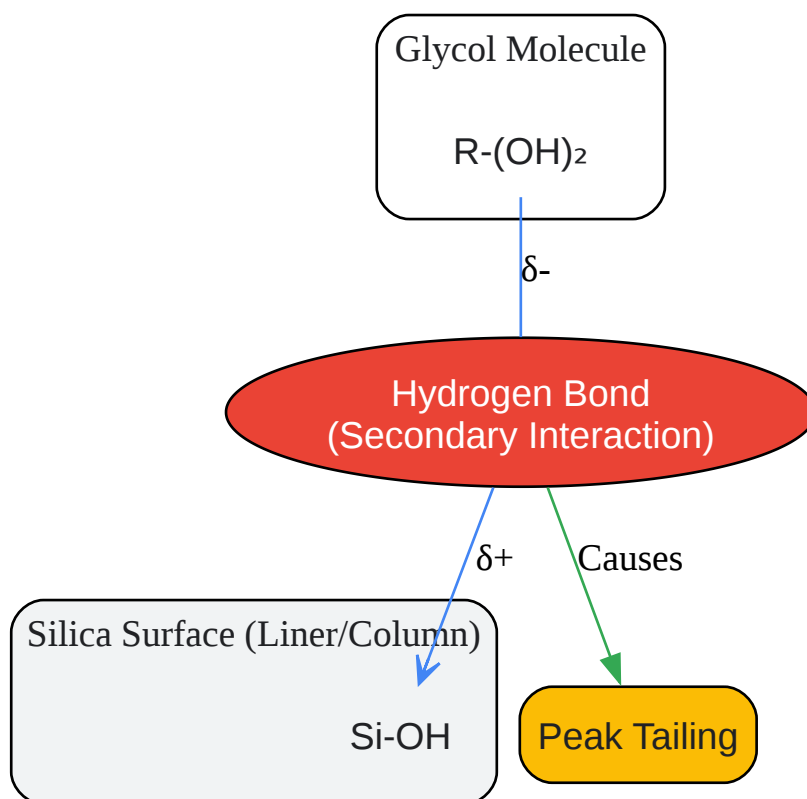 Glycol Molecule
R-(OH)₂
δ-
Hydrogen Bond
(Secondary Interaction)
δ+
Causes
Silica Surface (Liner/Column)
Si-OH
Peak Tailing